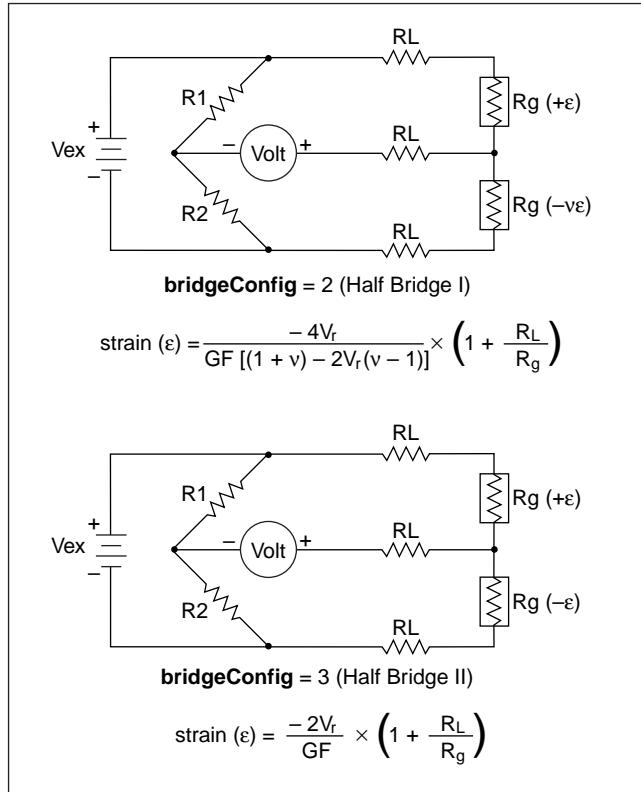 RL
R1
Rg (+ε)
+
Vex
−
− Volt +
RL
R2
Rg (−νε)
RL
bridgeConfig = 2 (Half Bridge I)
strain (ε) = −4Vr / GF [(1 + ν) − 2Vr(ν − 1)] × (1 + RL / Rg)
RL
R1
Rg (+ε)
+
Vex
−
− Volt +
RL
R2
Rg (−ε)
RL
bridgeConfig = 3 (Half Bridge II)
strain (ε) = −2Vr / GF × (1 + RL / Rg)